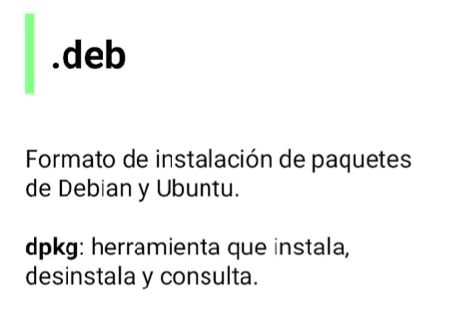 .deb
Formato de instalación de paquetes
de Debian y Ubuntu.
dpkg: herramienta que instala,
desinstala y consulta.